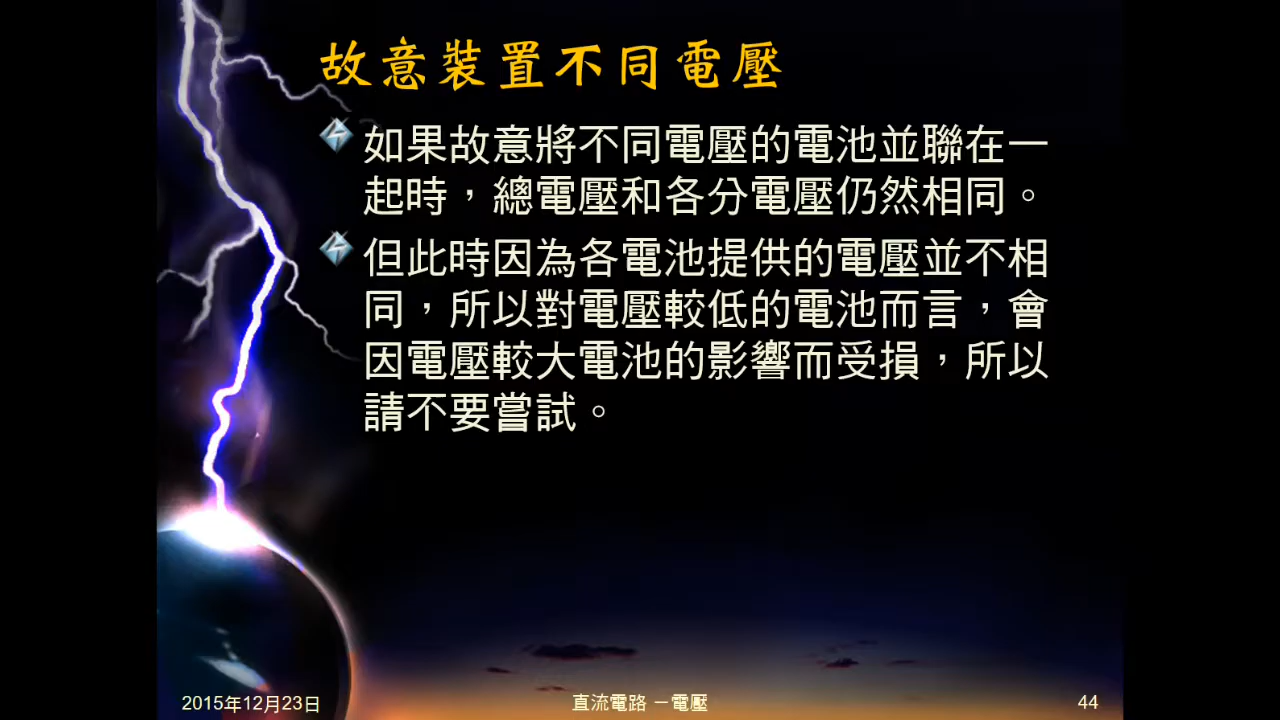 故意裝置不同電壓
如果故意將不同電壓的電池並聯在一
起時，總電壓和各分電壓仍然相同。
但此時因為各電池提供的電壓並不相
同，所以對電壓較低的電池而言，會
因電壓較大電池的影響而受損，所以
請不要嘗試。
2015年12月23日
直流電路 －電壓
44